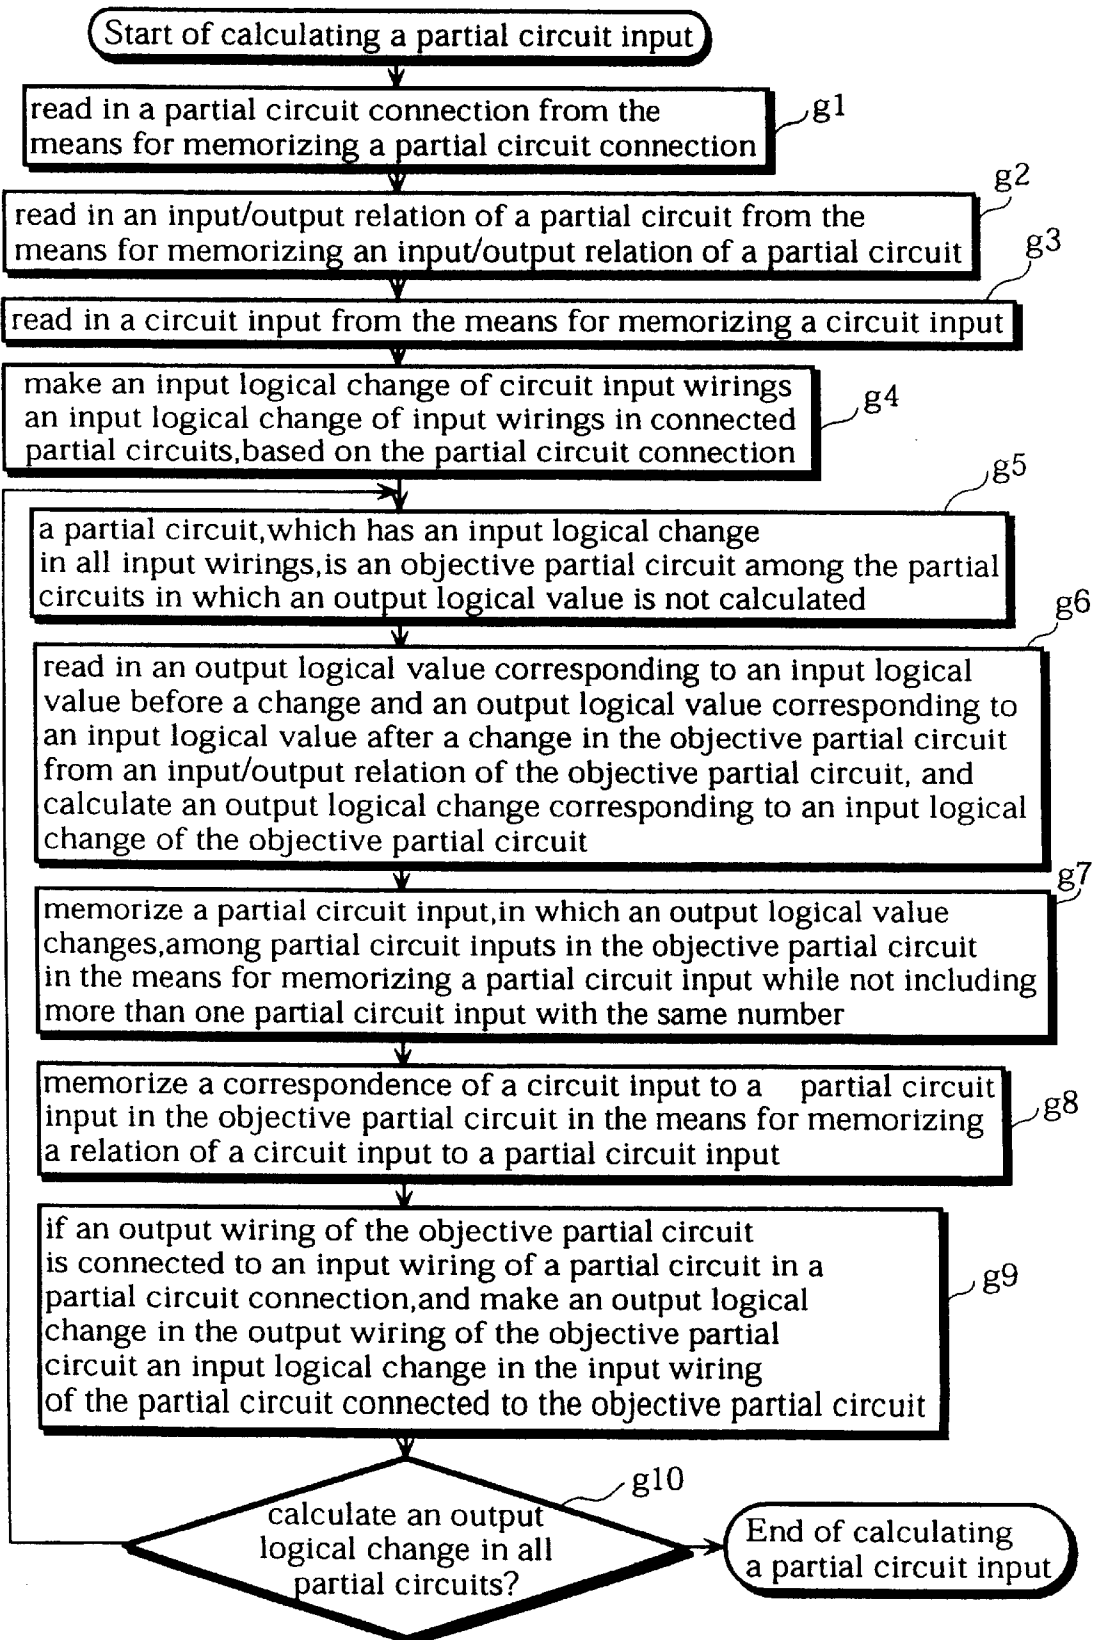 Start of calculating a partial circuit input
read in a partial circuit connection from the
means for memorizing a partial circuit connection
g1
read in an input/output relation of a partial circuit from the
means for memorizing an input/output relation of a partial circuit
g2
read in a circuit input from the means for memorizing a circuit input
g3
make an input logical change of circuit input wirings
an input logical change of input wirings in connected
partial circuits,based on the partial circuit connection
g4
a partial circuit,which has an input logical change
in all input wirings,is an objective partial circuit among the partial
circuits in which an output logical value is not calculated
g5
read in an output logical value corresponding to an input logical
value before a change and an output logical value corresponding to
an input logical value after a change in the objective partial circuit
from an input/output relation of the objective partial circuit, and
calculate an output logical change corresponding to an input logical
change of the objective partial circuit
g6
memorize a partial circuit input,in which an output logical value
changes,among partial circuit inputs in the objective partial circuit
in the means for memorizing a partial circuit input while not including
more than one partial circuit input with the same number
g7
memorize a correspondence of a circuit input to a partial circuit
input in the objective partial circuit in the means for memorizing
a relation of a circuit input to a partial circuit input
g8
if an output wiring of the objective partial circuit
is connected to an input wiring of a partial circuit in a
partial circuit connection,and make an output logical
change in the output wiring of the objective partial
circuit an input logical change in the input wiring
of the partial circuit connected to the objective partial circuit
g9
calculate an output
logical change in all
partial circuits?
g10
End of calculating
a partial circuit input